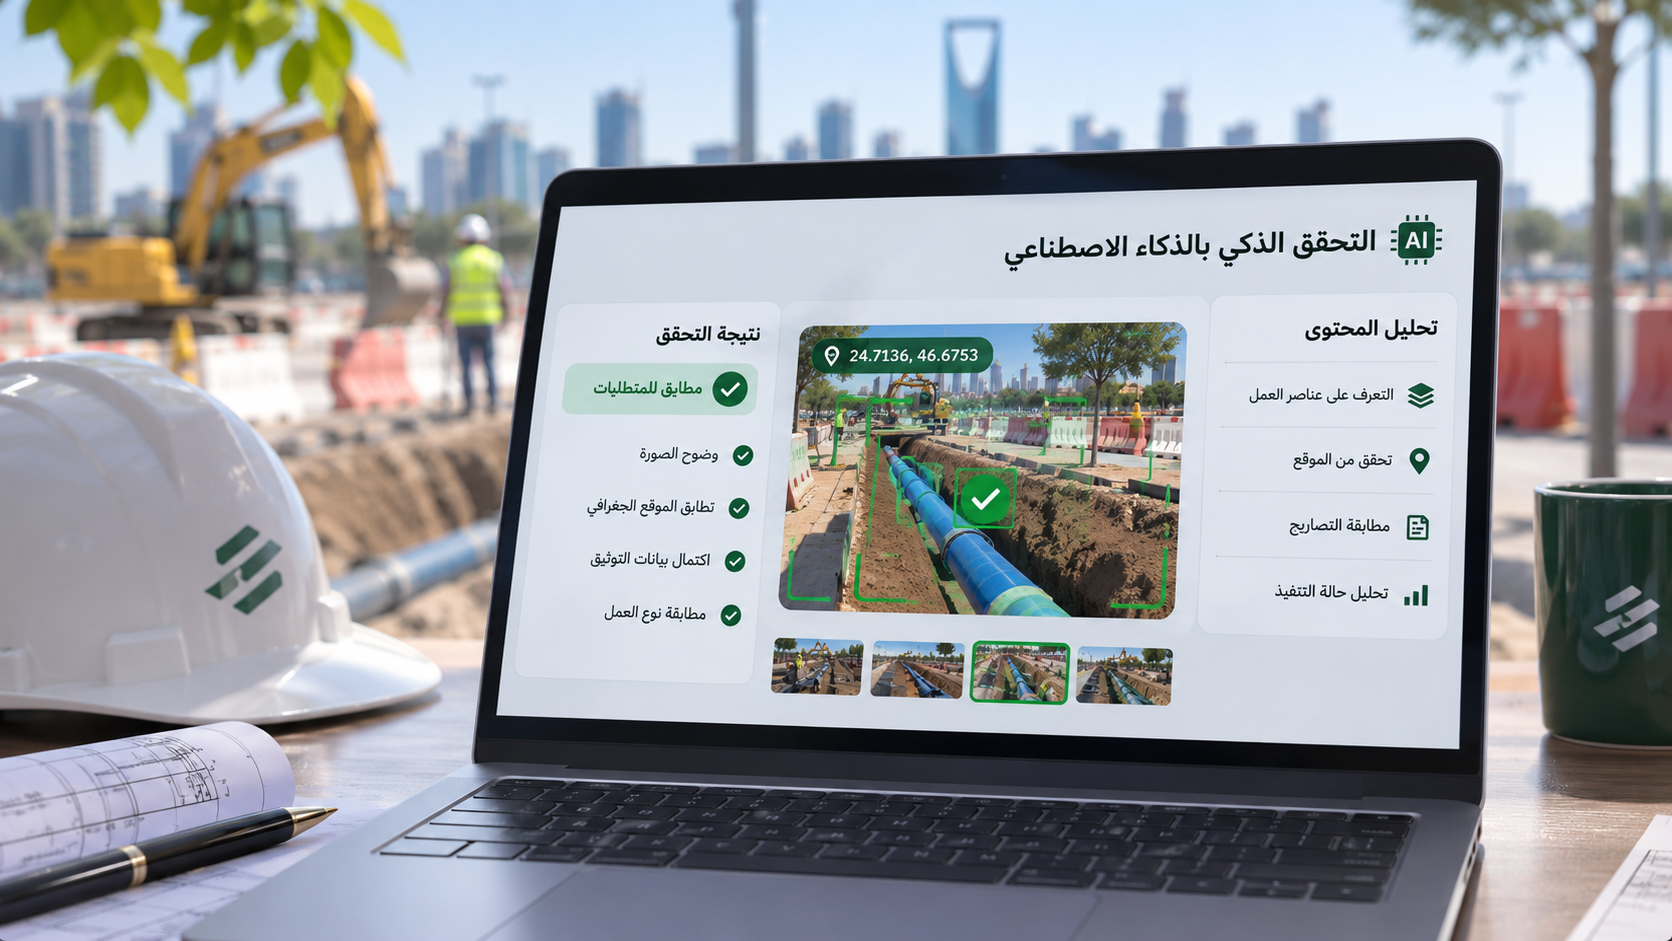 التحقق الذكي بالذكاء الاصطناعي
AI
تحليل المحتوى
التعرف على عناصر العمل
تحقق من الموقع
مطابقة التصاريح
تحليل حالة التنفيذ
24.7136, 46.6753
نتيجة التحقق
مطابق للمتطلبات
وضوح الصورة
تطابق الموقع الجغرافي
اكتمال بيانات التوثيق
مطابقة نوع العمل